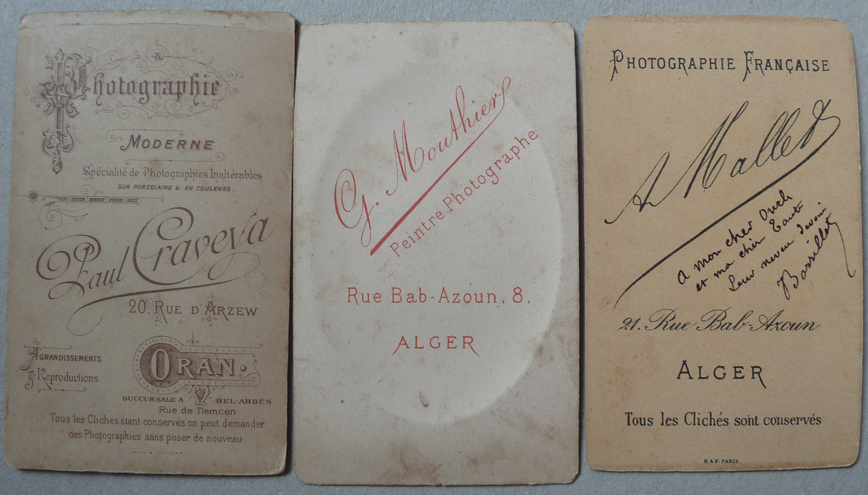 Photographie
MODERNE
Spécialité de Photographies Inaltérables
SUR PORCELAINE & EN COULEURS
Paul Craveya
20. RUE D'ARZEW
AGRANDISSEMENTS
& Reproductions
ORAN.
SUCCURSALE A BEL-ABBÈS
Rue de Tlemcen
Tous les Clichés étant conservés on peut demander
des Photographies sans poser de nouveau
G. Mouthier
Peintre Photographe
Rue Bab-Azoun, 8,
ALGER
PHOTOGRAPHIE FRANÇAISE
A Mallet
A mon cher Oncle
et ma chèr Tante
Leur neveu
21. Rue Bab-Azoun
ALGER
Tous les Clichés sont conservés